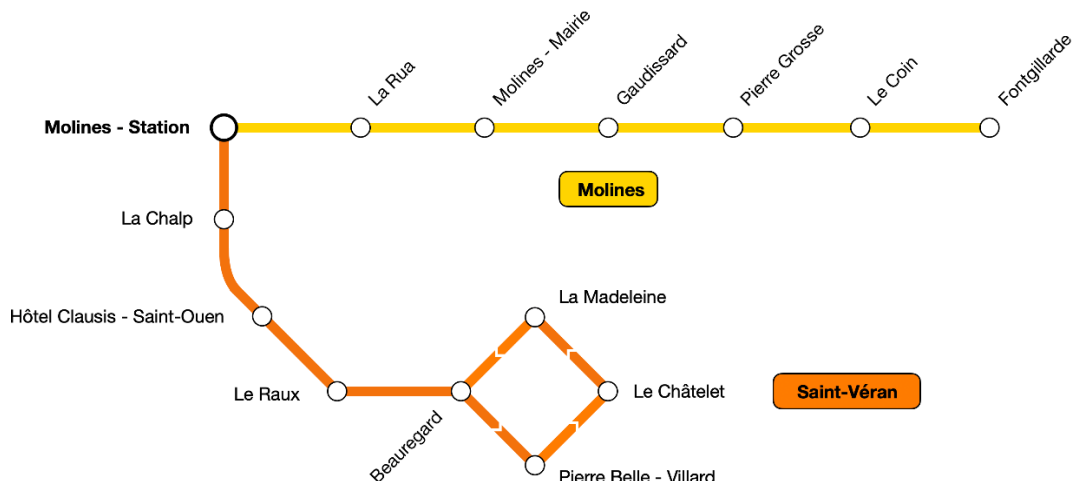 La Rua
Molines - Mairie
Gaudissard
Pierre Grosse
Le Coin
Fontgillarde
Molines - Station
Molines
La Chalp
La Madeleine
Hôtel Clausis - Saint-Ouen
Le Raux
Beauregard
Le Châtelet
Saint-Véran
Pierre Belle - Villard